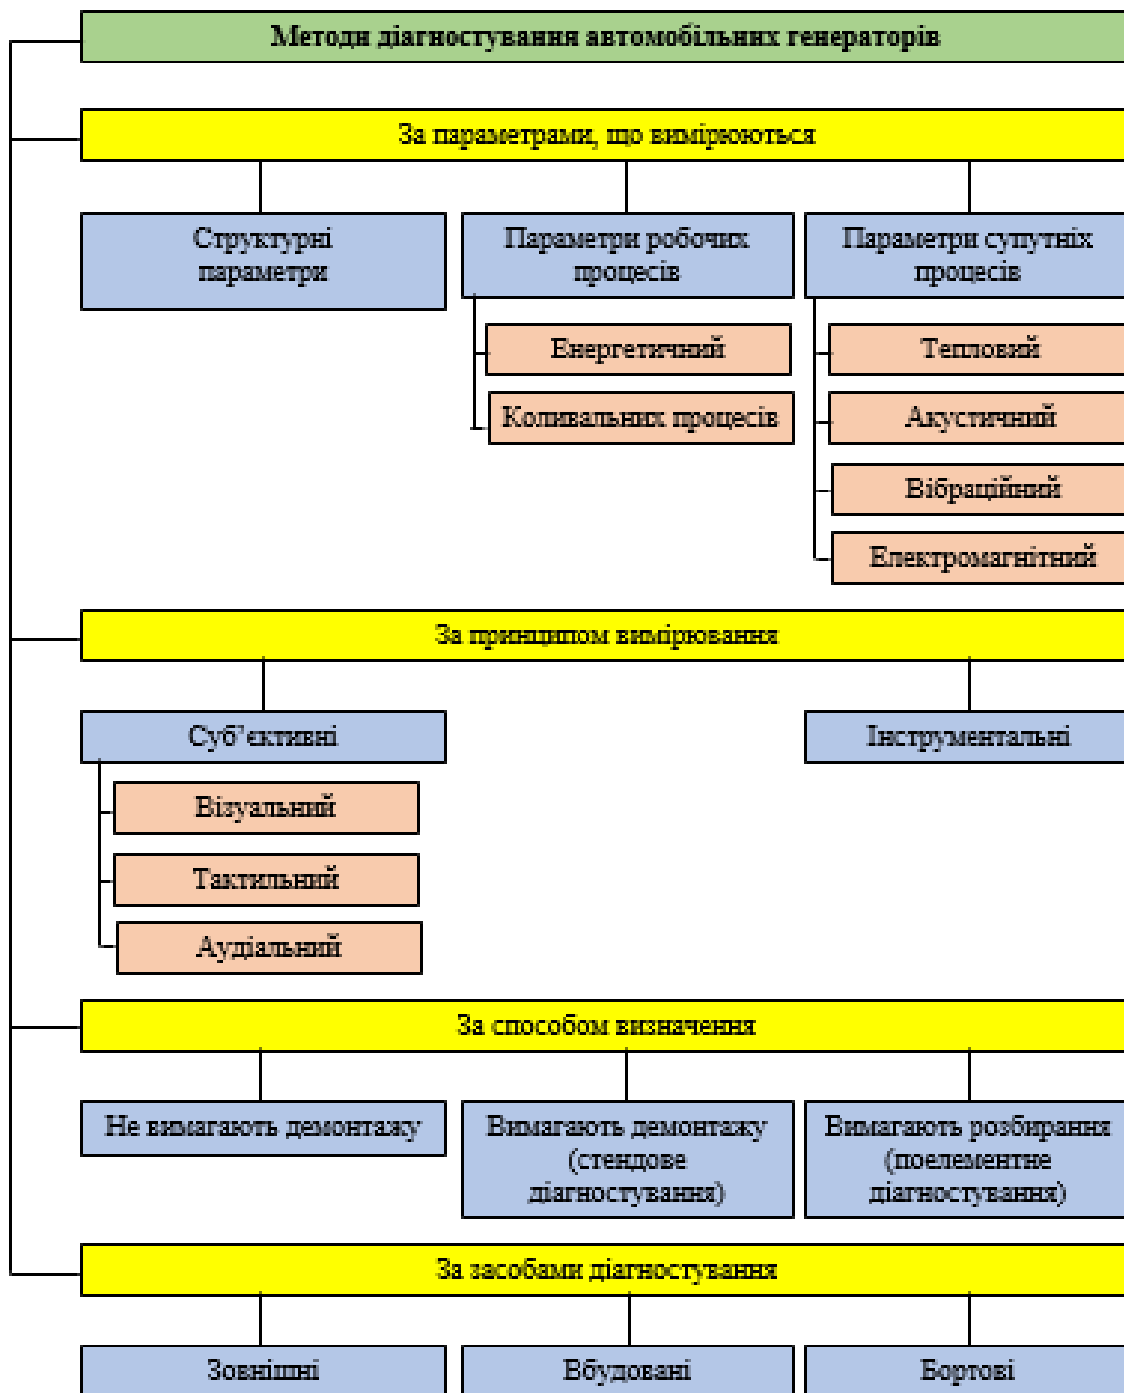 Методи діагностування автомобільних генераторів
За параметрами, що вимірюються
Структурні
параметри
Параметри робочих
процесів
Параметри супутніх
процесів
Енергетичний
Коливальних процесів
Тепловий
Акустичний
Вібраційний
Електромагнітний
За принципом вимірювання
Суб’єктивні
Інструментальні
Візуальний
Тактильний
Аудіальний
За способом визначення
Не вимагають демонтажу
Вимагають демонтажу
(стендове
діагностування)
Вимагають розбирання
(поелементне
діагностування)
За засобами діагностування
Зовнішні
Вбудовані
Бортові